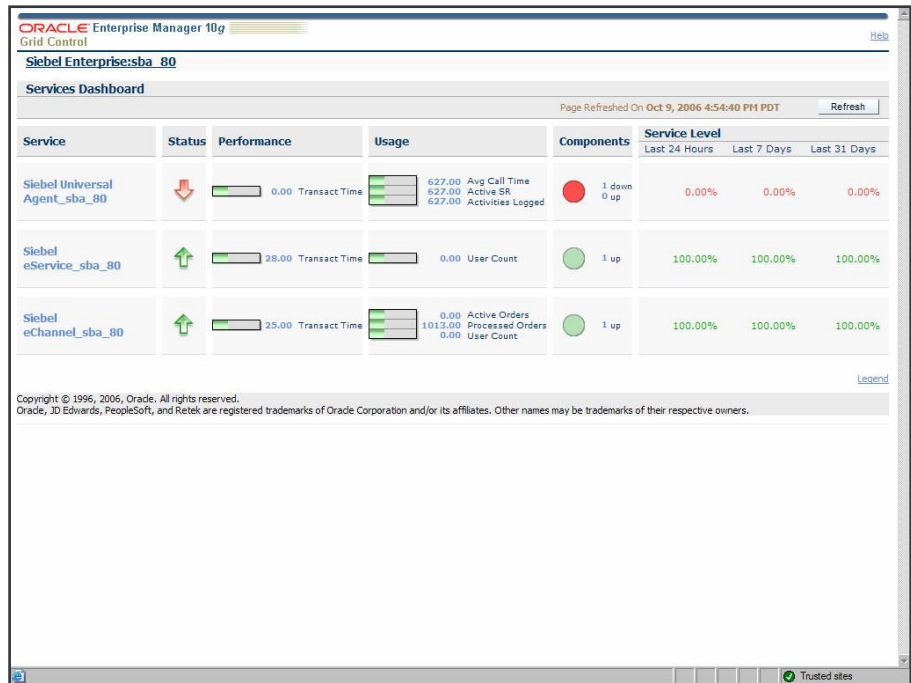 ORACLE Enterprise Manager 10g
Grid Control
Help
Siebel Enterprise:sba_80
Services Dashboard
Page Refreshed On Oct 9, 2006 4:54:40 PM PDT
Refresh
Service Status Performance Usage Components Service Level
Last 24 Hours Last 7 Days Last 31 Days
Siebel Universal
Agent_sba_80
0.00 Transact Time
627.00 Avg Call Time
627.00 Active SR
627.00 Activities Logged
1 down
0 up
0.00% 0.00% 0.00%
Siebel
eService_sba_80
28.00 Transact Time
0.00 User Count
1 up
100.00% 100.00% 100.00%
Siebel
eChannel_sba_80
25.00 Transact Time
0.00 Active Orders
1013.00 Processed Orders
0.00 User Count
1 up
100.00% 100.00% 100.00%
Legend
Copyright © 1996, 2006, Oracle. All rights reserved.
Oracle, JD Edwards, PeopleSoft, and Retek are registered trademarks of Oracle Corporation and/or its affiliates. Other names may be trademarks of their respective owners.
Trusted sites